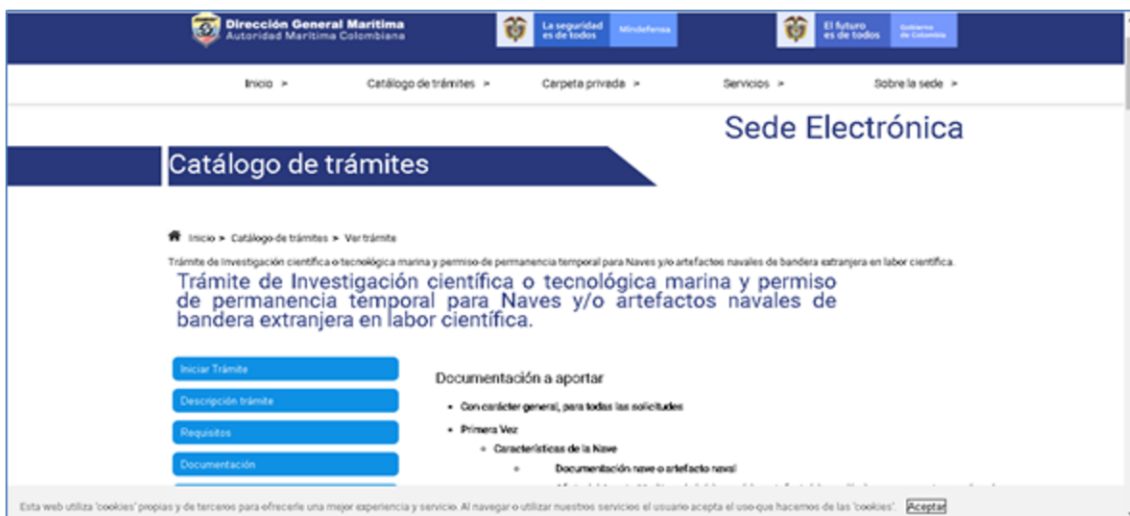 Dirección General Marítima
Autoridad Marítima Colombiana
La seguridad
es de todos
Mindefensa
El futuro
es de todos
Gobierno
de Colombia
Inicio >
Catálogo de trámites >
Carpeta privada >
Servicios >
Sobre la sede >
Sede Electrónica
Catálogo de trámites
Inicio > Catálogo de trámites > Ver trámite
Trámite de Investigación científica o tecnológica marina y permiso de permanencia temporal para Naves y/o artefactos navales de bandera extranjera en labor científica.
Trámite de Investigación científica o tecnológica marina y permiso
de permanencia temporal para Naves y/o artefactos navales de
bandera extranjera en labor científica.
Iniciar Trámite
Descripción trámite
Requisitos
Documentación
Documentación a aportar
Con carácter general, para todas las solicitudes
Primera Vez
Características de la Nave
Documentación nave o artefacto naval
Esta web utiliza 'cookies' propias y de terceros para ofrecerle una mejor experiencia y servicio. Al navegar o utilizar nuestros servicios el usuario acepta el uso que hacemos de las 'cookies'. Aceptar